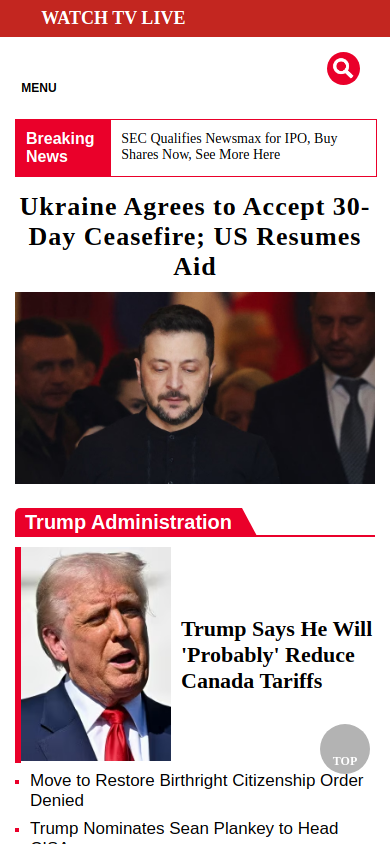 WATCH TV LIVE
MENU
Breaking
News
SEC Qualifies Newsmax for IPO, Buy
Shares Now, See More Here
Ukraine Agrees to Accept 30-
Day Ceasefire; US Resumes
Aid
Trump Administration
Trump Says He Will
'Probably' Reduce
Canada Tariffs
TOP
Move to Restore Birthright Citizenship Order
Denied
Trump Nominates Sean Plankey to Head